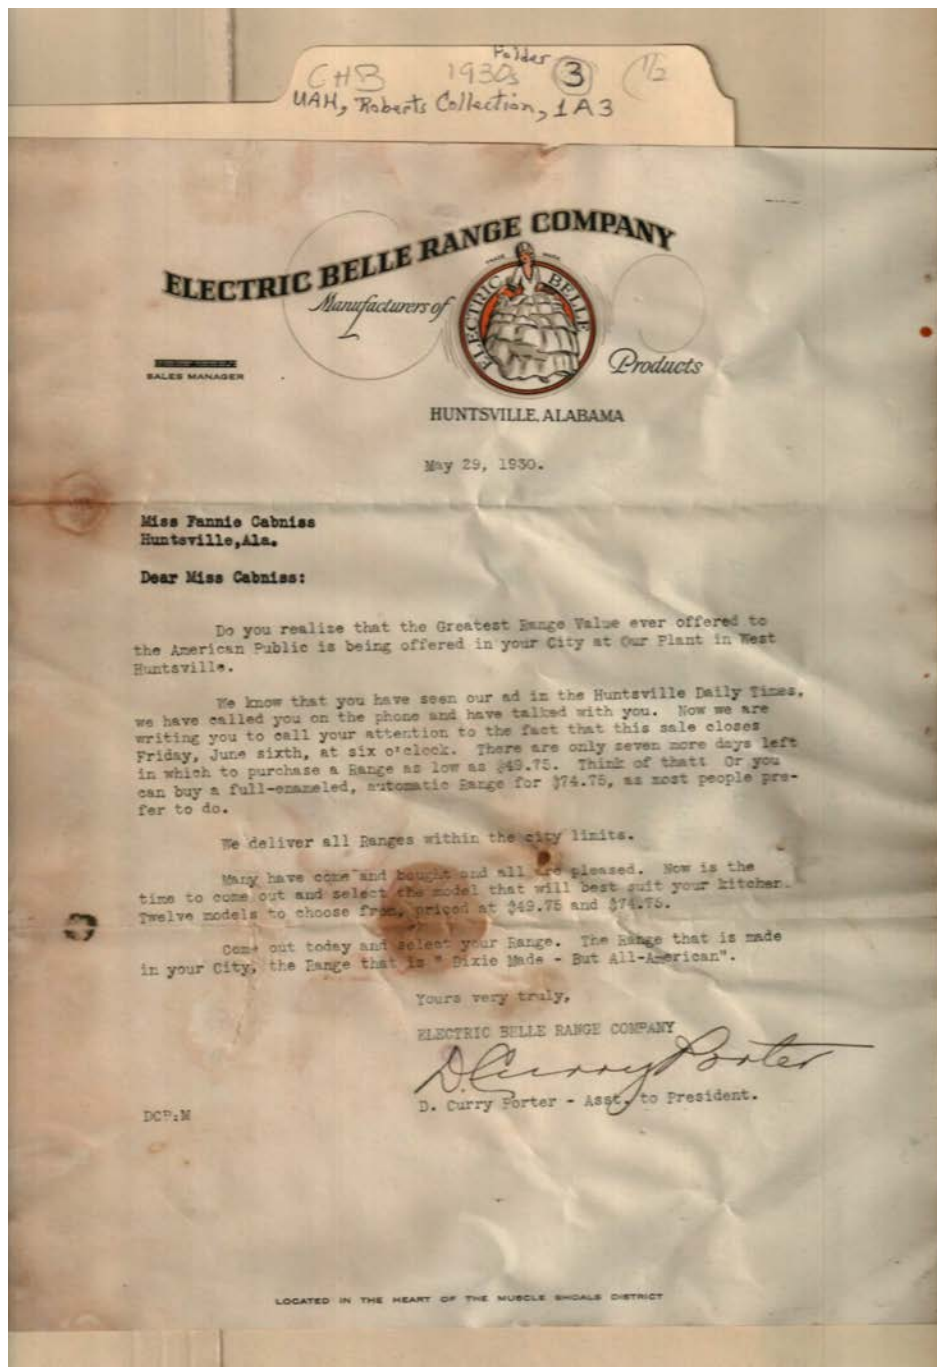 Folder
CHB 1930s 3 (1/2
UAH, Roberts Collection, 1A3
ELECTRIC BELLE RANGE COMPANY
TRADE MARK
Manufacturers of
ELECTRIC BELLE
Products
SALES MANAGER
HUNTSVILLE, ALABAMA
May 29, 1930.
Miss Fannie Cabniss
Huntsville,Ala.
Dear Miss Cabniss:
Do you realize that the Greatest Range Value ever offered to
the American Public is being offered in your City at Our Plant in West
Huntsville.
We know that you have seen our ad in the Huntsville Daily Times,
we have called you on the phone and have talked with you. Now we are
writing you to call your attention to the fact that this sale closes
Friday, June sixth, at six o'clock. There are only seven more days left
in which to purchase a Range as low as $49.75. Think of that! Or you
can buy a full-enameled, automatic Range for $74.75, as most people pre-
fer to do.
We deliver all Ranges within the city limits.
Many have come and bought and all are pleased. Now is the
time to come out and select the model that will best suit your kitchen.
Twelve models to choose from, priced at $49.75 and $74.75.
Come out today and select your Range. The Range that is made
in your City, the Range that is " Dixie Made - But All-American".
Yours very truly,
ELECTRIC BELLE RANGE COMPANY
D. Curry Porter
D. Curry Porter - Asst. to President.
DCP:M
LOCATED IN THE HEART OF THE MUSCLE SHOALS DISTRICT